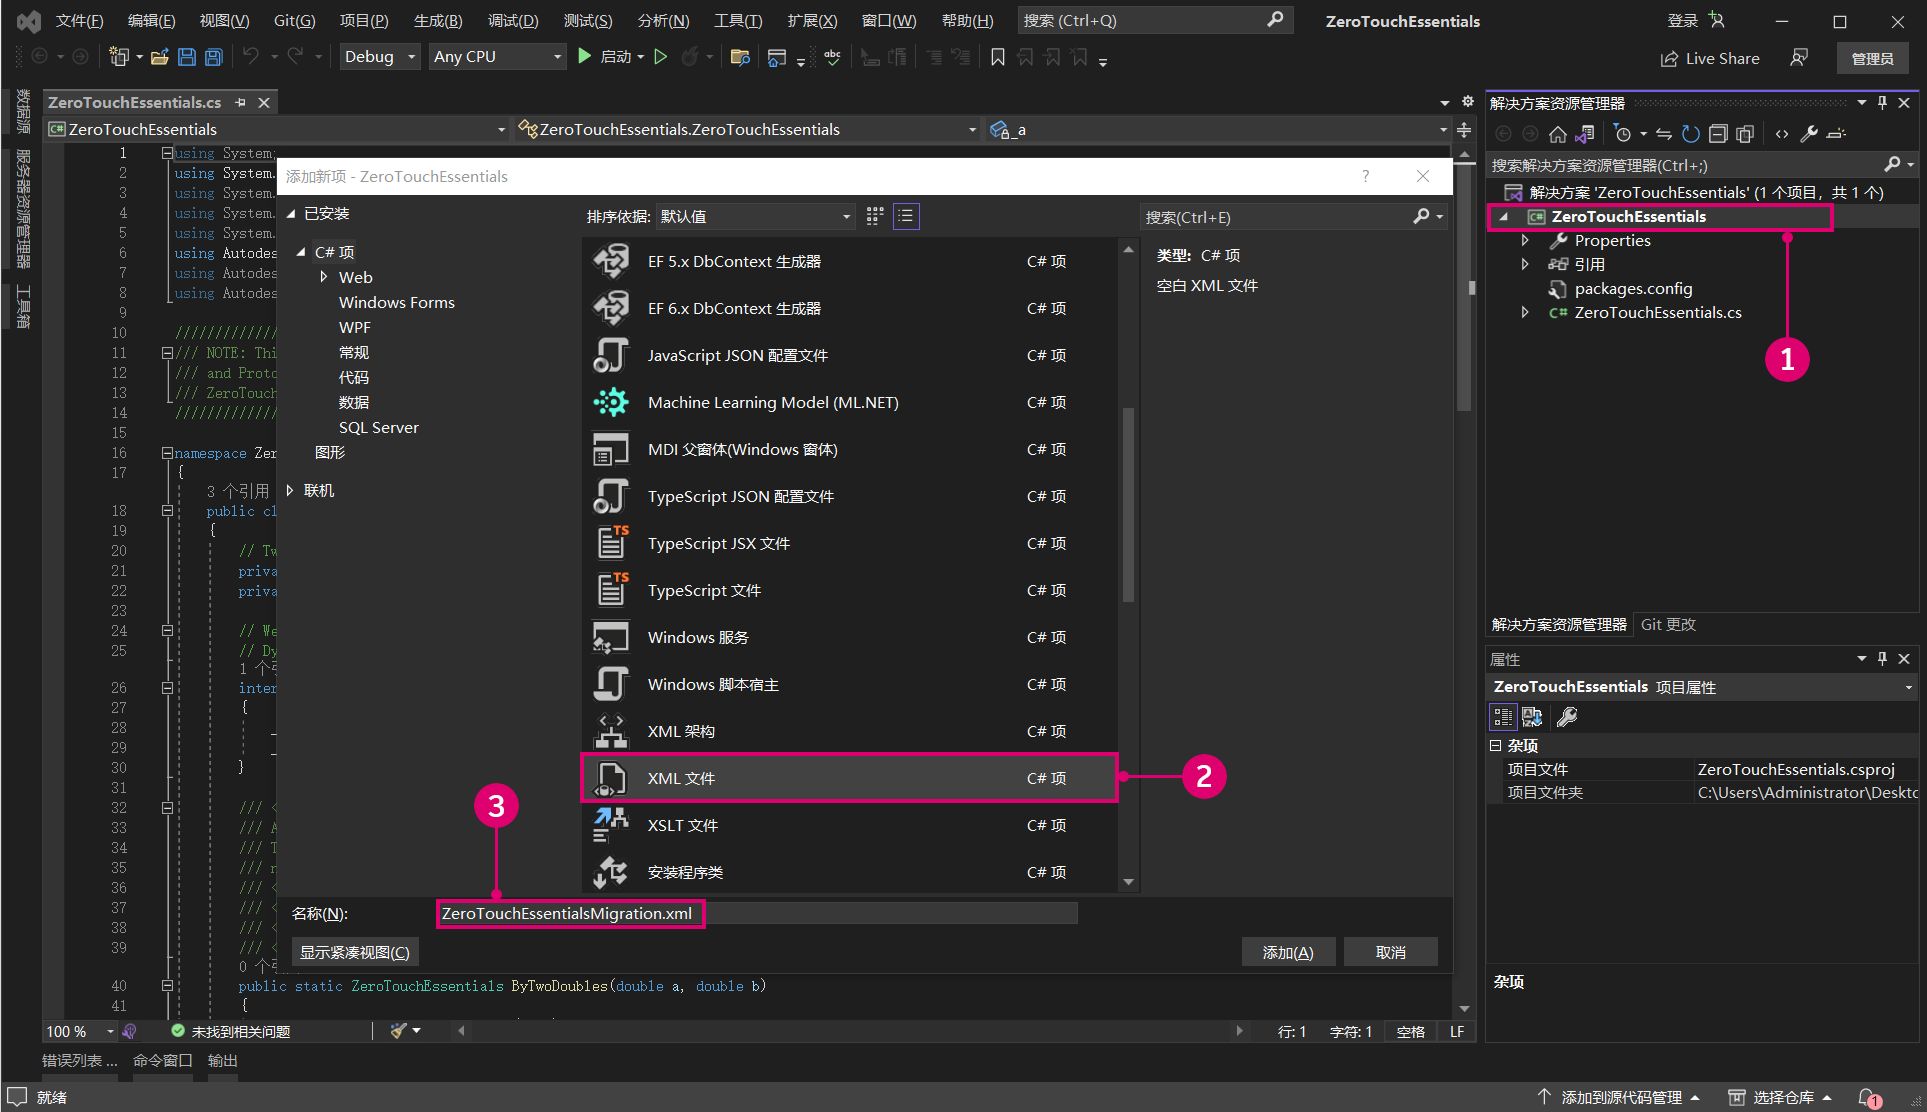 文件(F) 编辑(E) 视图(V) Git(G) 项目(P) 生成(B) 调试(D) 测试(S) 分析(N) 工具(T) 扩展(X) 窗口(W) 帮助(H) 搜索 (Ctrl+Q) ZeroTouchEssentials 登录
Debug Any CPU 启动 Live Share 管理员
数据源
服务器资源管理器
工具箱
ZeroTouchEssentials.cs
ZeroTouchEssentials ZeroTouchEssentials.ZeroTouchEssentials _a
1 using System;
2 using System.
3 using System.
4 using System.
5 using System.
6 using Autodes
7 using Autodes
8 using Autodes
9
10 /////////////
11 /// NOTE: Thi
12 /// and Proto
13 /// ZeroTouch
14 /////////////
15
16 namespace Zer
17 {
3 个引用
18 public cl
19 {
20 // Tw
21 priva
22 priva
23
24 // We
25 // Dy
1 个引
26 inter
27 {
28
29
30 }
31
32 /// <
33 /// A
34 /// T
35 /// n
36 /// <
37 /// <
38 /// <
39 /// <
0 个引
40 public static ZeroTouchEssentials ByTwoDoubles(double a, double b)
41 {
添加新项 - ZeroTouchEssentials ?
已安装
C# 项
Web
Windows Forms
WPF
常规
代码
数据
SQL Server
图形
联机
排序依据: 默认值
搜索(Ctrl+E)
EF 5.x DbContext 生成器 C# 项
EF 6.x DbContext 生成器 C# 项
JavaScript JSON 配置文件 C# 项
Machine Learning Model (ML.NET) C# 项
MDI 父窗体(Windows 窗体) C# 项
TypeScript JSON 配置文件 C# 项
TypeScript JSX 文件 C# 项
TypeScript 文件 C# 项
Windows 服务 C# 项
Windows 脚本宿主 C# 项
XML 架构 C# 项
XML 文件 C# 项
XSLT 文件 C# 项
安装程序类 C# 项
类型: C# 项
空白 XML 文件
2
3
名称(N): ZeroTouchEssentialsMigration.xml
显示紧凑视图(C) 添加(A) 取消
解决方案资源管理器
搜索解决方案资源管理器(Ctrl+;)
解决方案 'ZeroTouchEssentials' (1 个项目, 共 1 个)
ZeroTouchEssentials
Properties
引用
packages.config
ZeroTouchEssentials.cs
1
解决方案资源管理器 Git 更改
属性
ZeroTouchEssentials 项目属性
杂项
项目文件 ZeroTouchEssentials.csproj
项目文件夹 C:\Users\Administrator\Deskto
杂项
100 % 未找到相关问题 行: 1 字符: 1 空格 LF
错误列表 ... 命令窗口 输出
就绪 添加到源代码管理 选择仓库 1